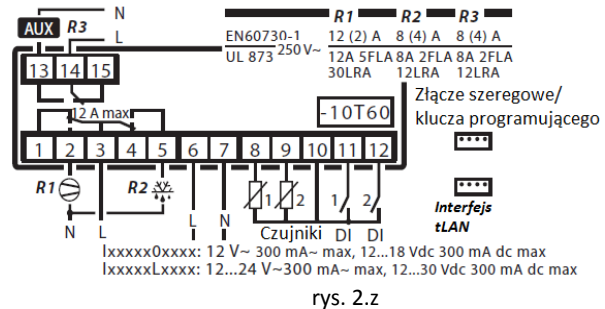 N
AUX R3 L
R1 R2 R3
EN60730-1 12 (2) A 8 (4) A 8 (4) A
UL 873 250 V~ 12A 5FLA 8A 2FLA 8A 2FLA
30LRA 12LRA 12LRA
13 14 15
12 A max
-10T60
Złącze szeregowe/
klucza programującego
1 2 3 4 5 6 7 8 9 10 11 12
R1 R2 1 2 1 2
Interfejs
tLAN
N L L N Czujniki DI DI
Ixxxxx0xxxx: 12 V~ 300 mA~ max, 12...18 Vdc 300 mA dc max
IxxxxxLxxxx: 12...24 V~300 mA~ max, 12...30 Vdc 300 mA dc max
rys. 2.z